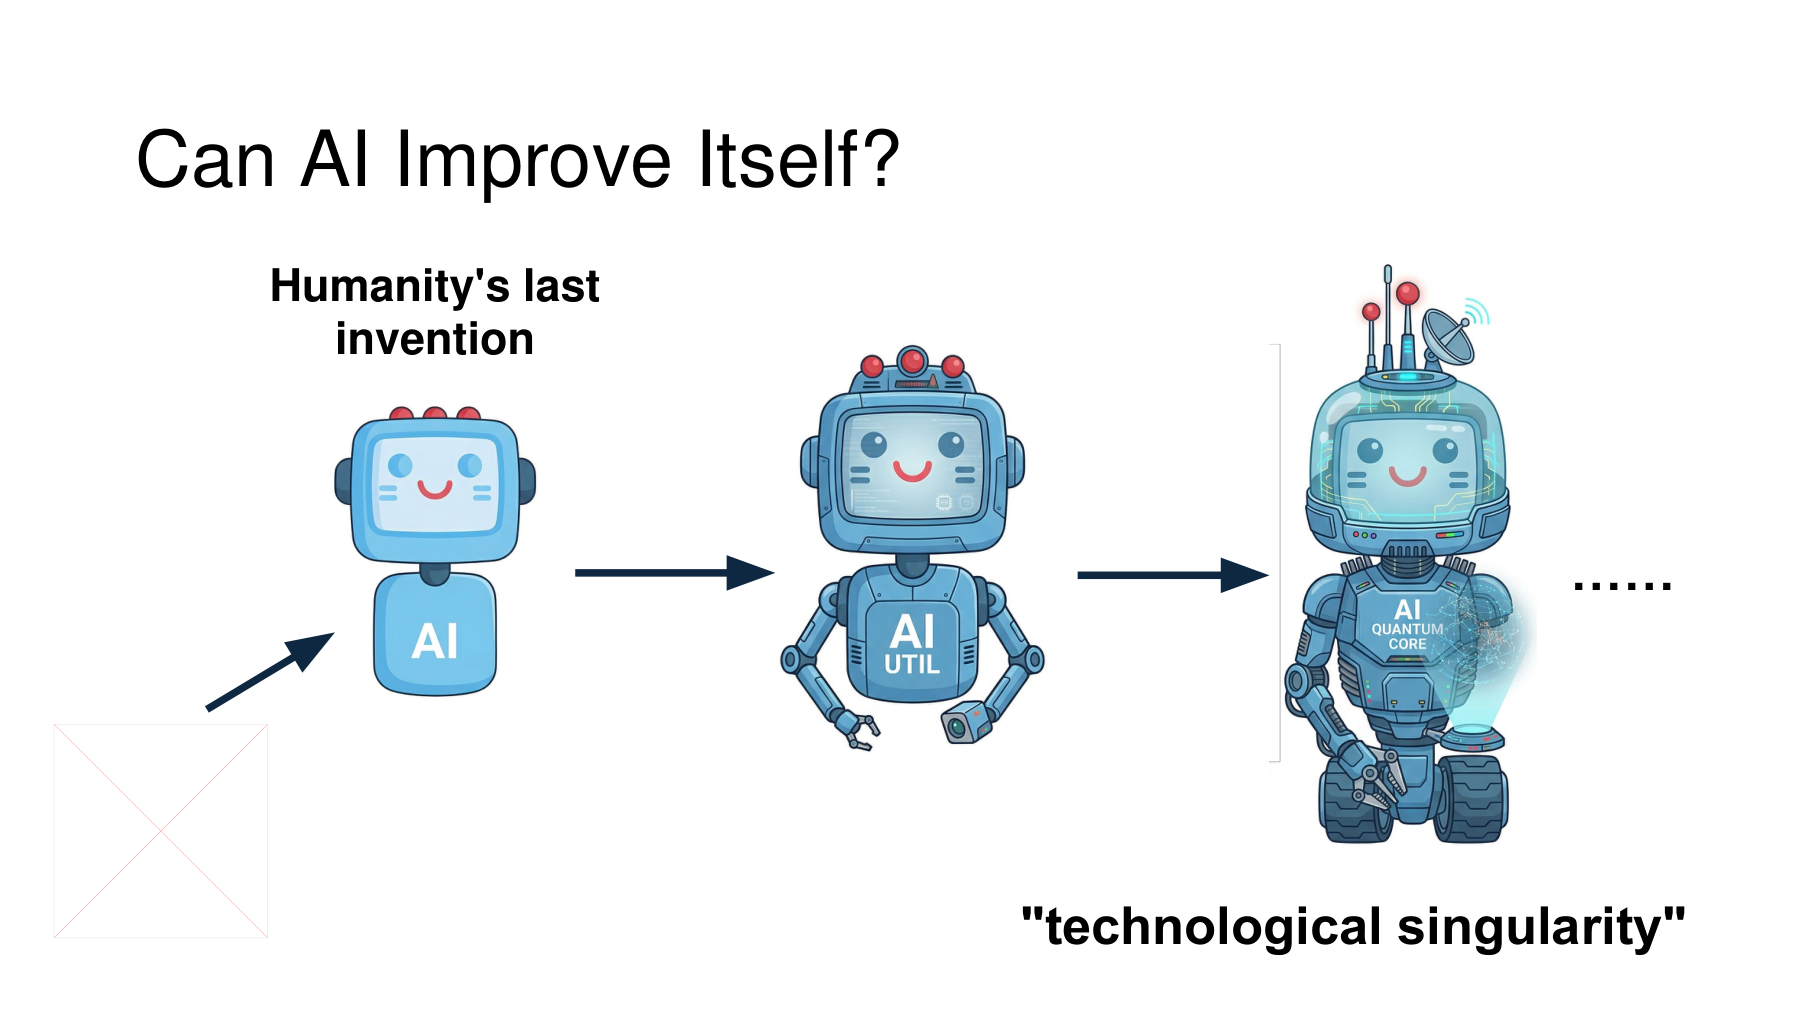 Can AI Improve Itself?
Humanity's last
invention
AI
AI
UTIL
AI
QUANTUM
CORE
......
"technological singularity"